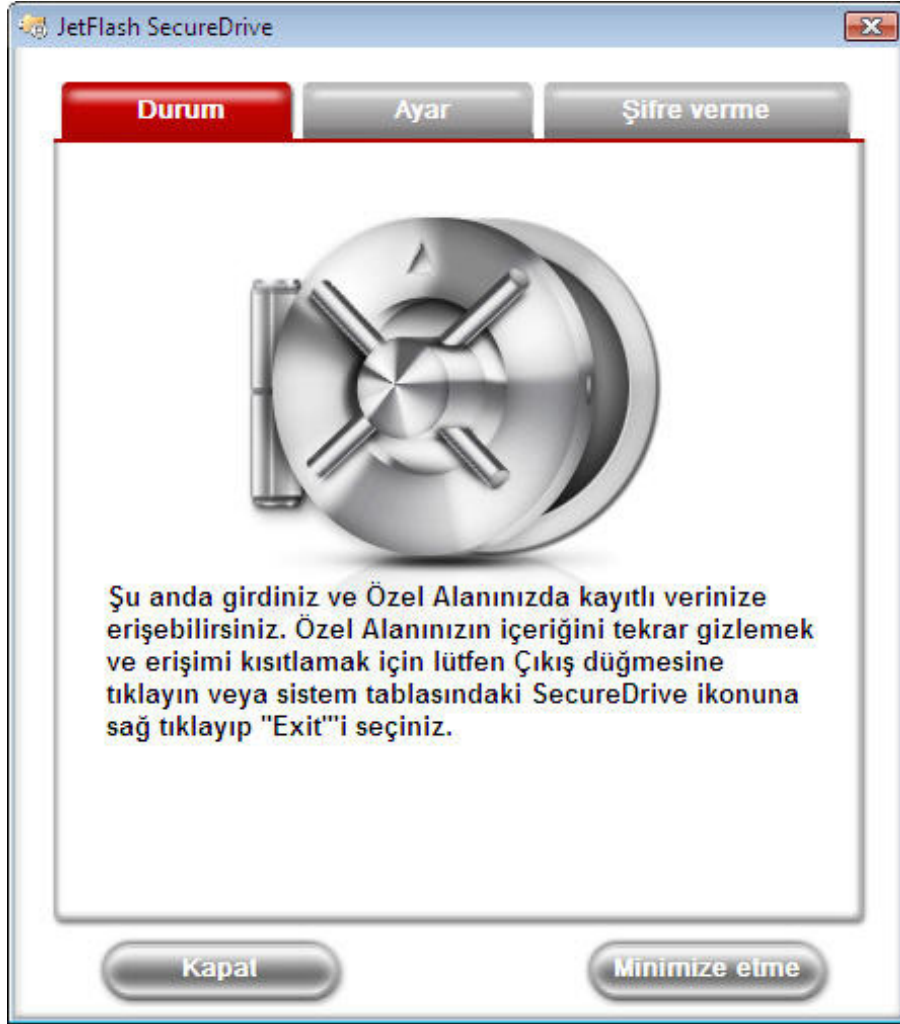 JetFlash SecureDrive
Durum
Ayar
Şifre verme
Şu anda girdiniz ve Özel Alanınızda kayıtlı verinize
erişebilirsiniz. Özel Alanınızın içeriğini tekrar gizlemek
ve erişimi kısıtlamak için lütfen Çıkış düğmesine
tıklayın veya sistem tablasındaki SecureDrive ikonuna
sağ tıklayıp "Exit"'i seçiniz.
Kapat
Minimize etme